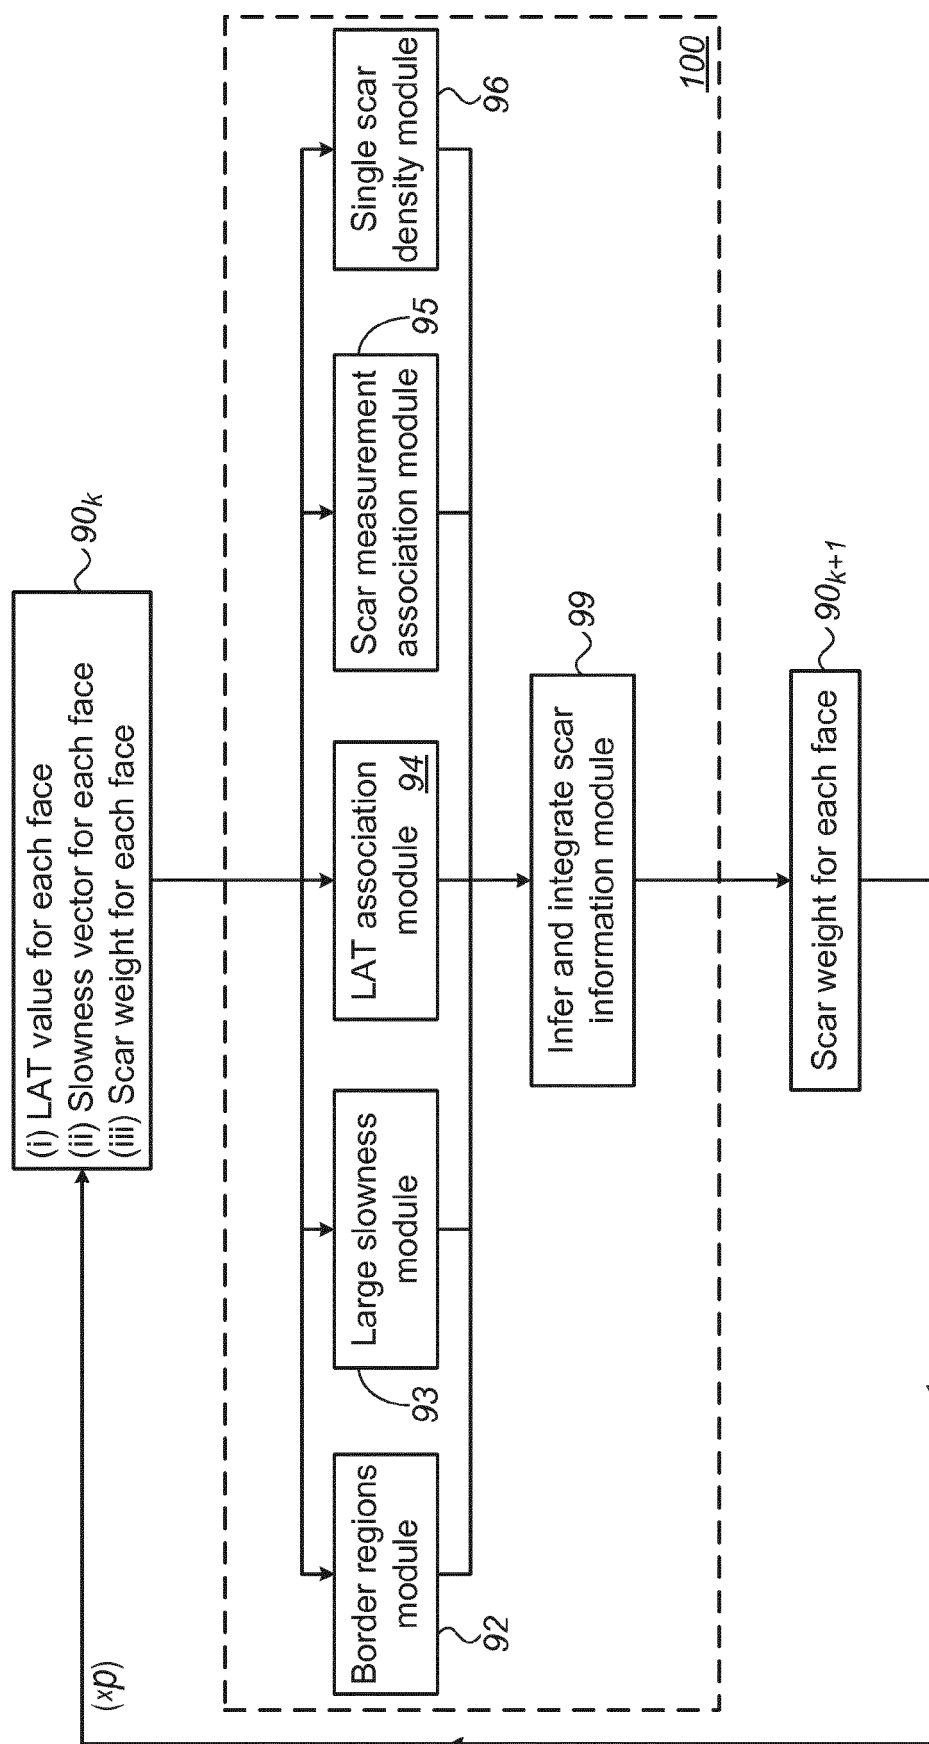 (i) LAT value for each face
(ii) Slowness vector for each face
(iii) Scar weight for each face
90k
(xp)
Border regions
module
92
Large slowness
module
93
LAT association
module 94
Scar measurement
association module
95
Single scar
density module
96
100
Infer and integrate scar
information module
99
Scar weight for each face
90k+1